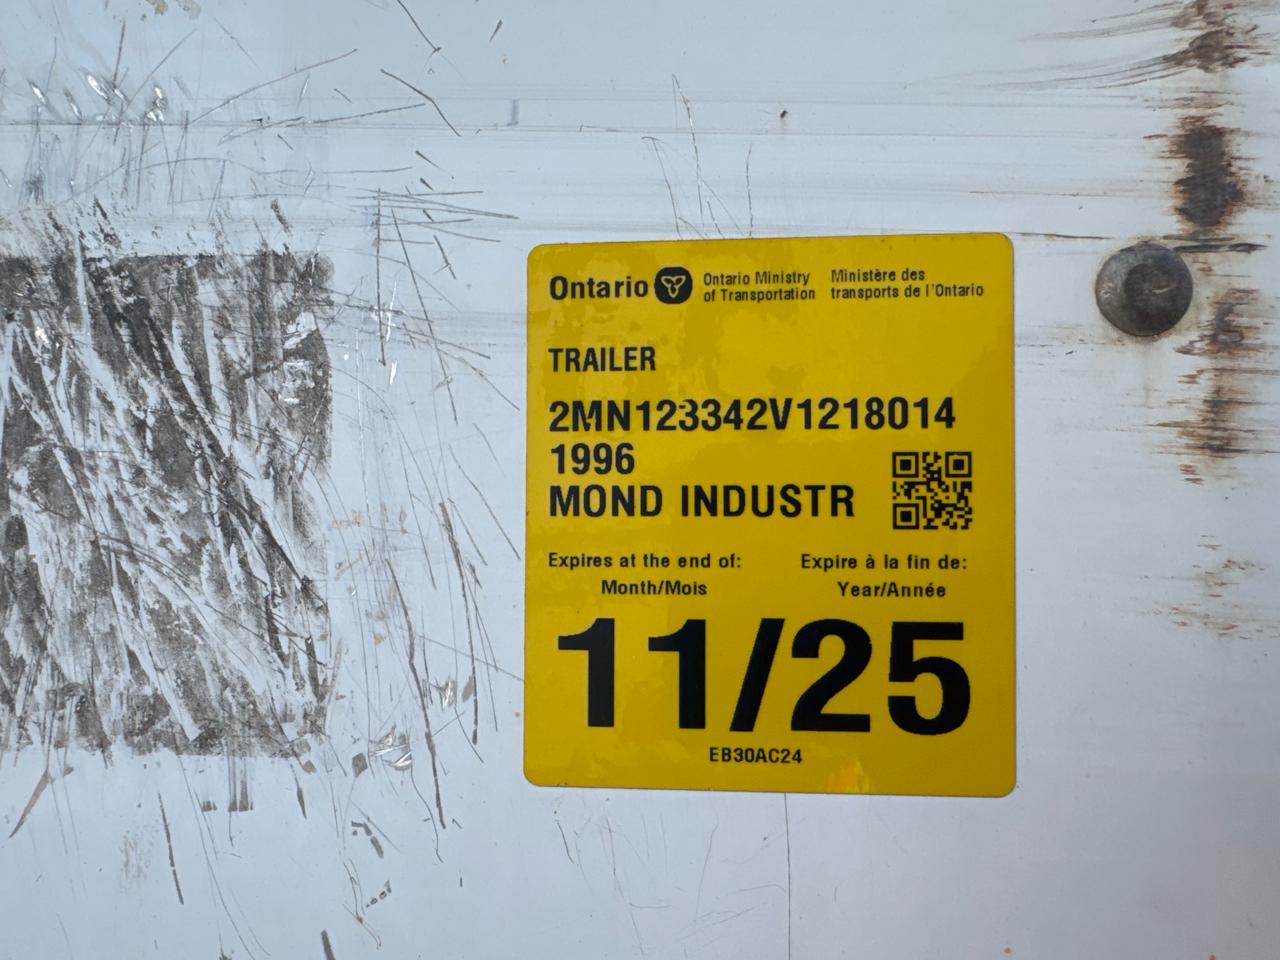 Ontario Ontario Ministry of Transportation Ministère des transports de l'Ontario
TRAILER
2MN123342V1218014
1996
MOND INDUSTR
Expires at the end of: Expire à la fin de:
Month/Mois Year/Année
11/25
EB30AC24